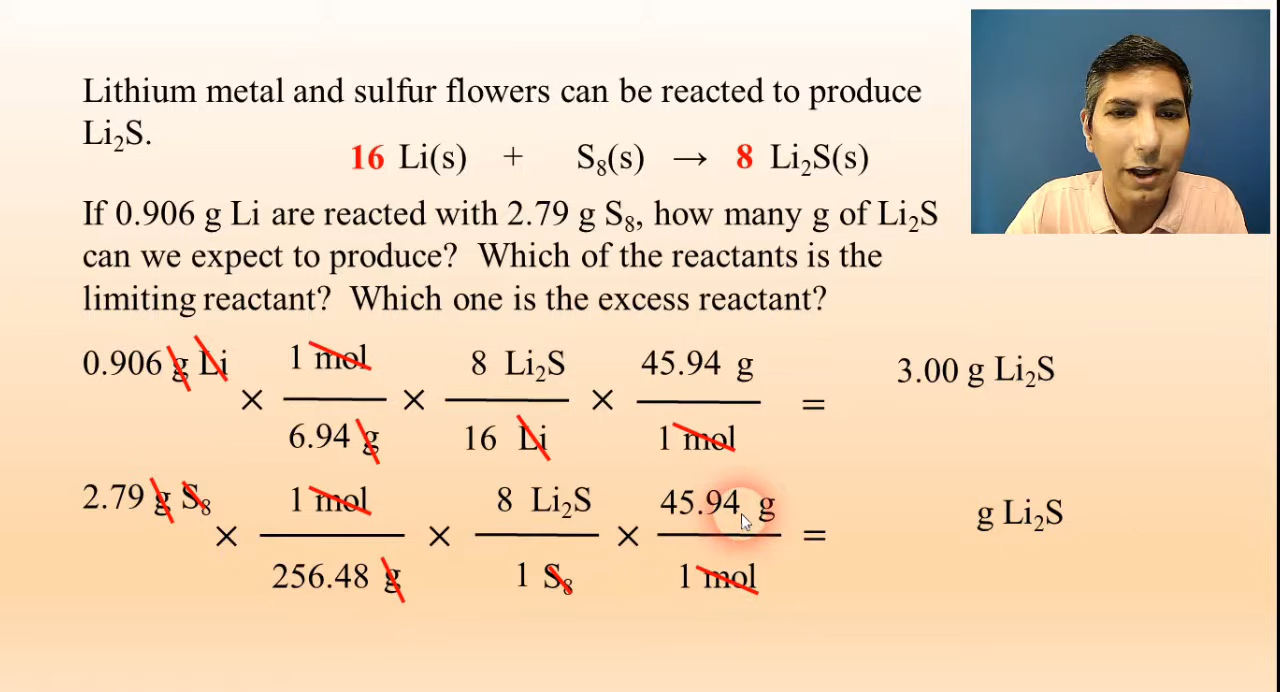 Lithium metal and sulfur flowers can be reacted to produce
Li₂S.
16 Li(s) + S₈(s) → 8 Li₂S(s)
If 0.906 g Li are reacted with 2.79 g S₈, how many g of Li₂S
can we expect to produce? Which of the reactants is the
limiting reactant? Which one is the excess reactant?
0.906 g Li × 1 mol × 8 Li₂S × 45.94 g = 3.00 g Li₂S
6.94 g 16 Li 1 mol
2.79 g S₈ × 1 mol × 8 Li₂S × 45.94 g = g Li₂S
256.48 g 1 S₈ 1 mol